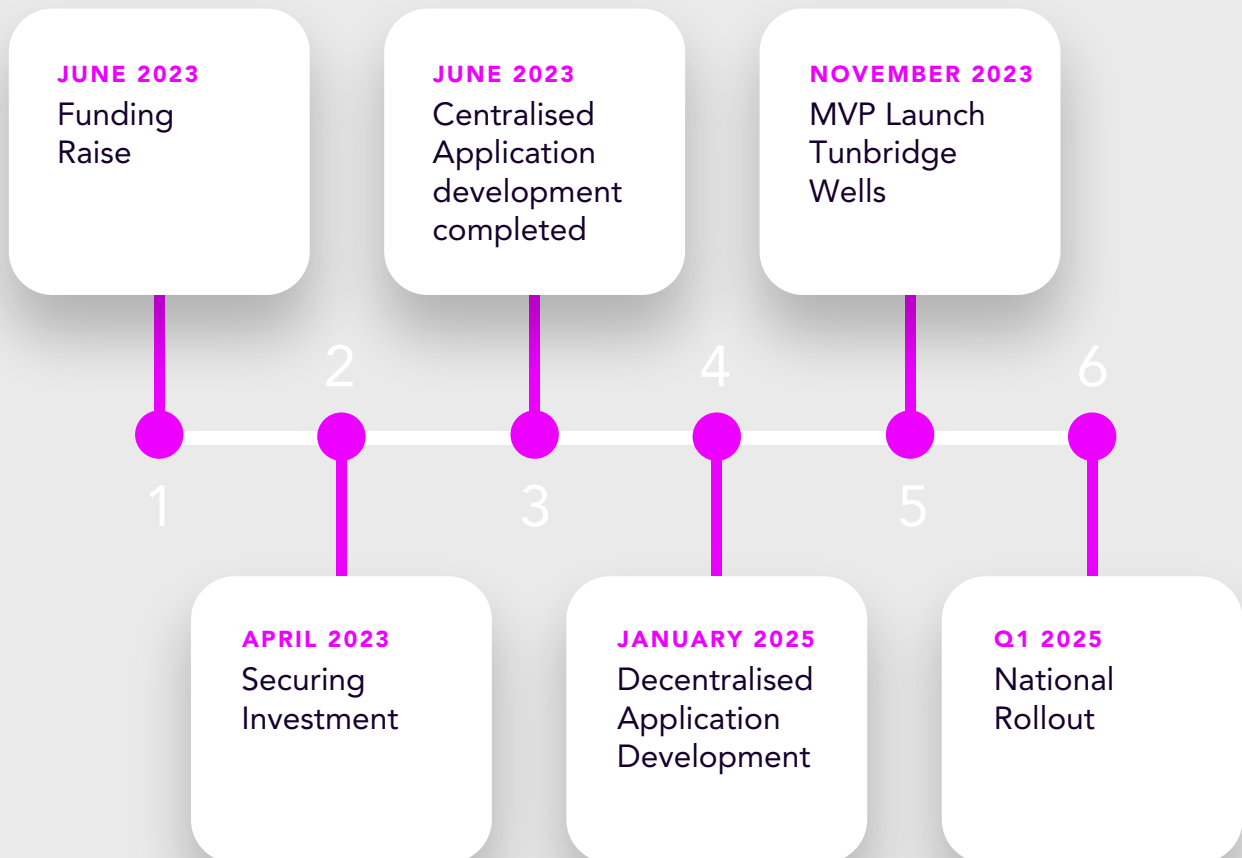 JUNE 2023
Funding
Raise
JUNE 2023
Centralised
Application
development
completed
NOVEMBER 2023
MVP Launch
Tunbridge
Wells
2
4
6
1
3
5
APRIL 2023
Securing
Investment
JANUARY 2025
Decentralised
Application
Development
Q1 2025
National
Rollout